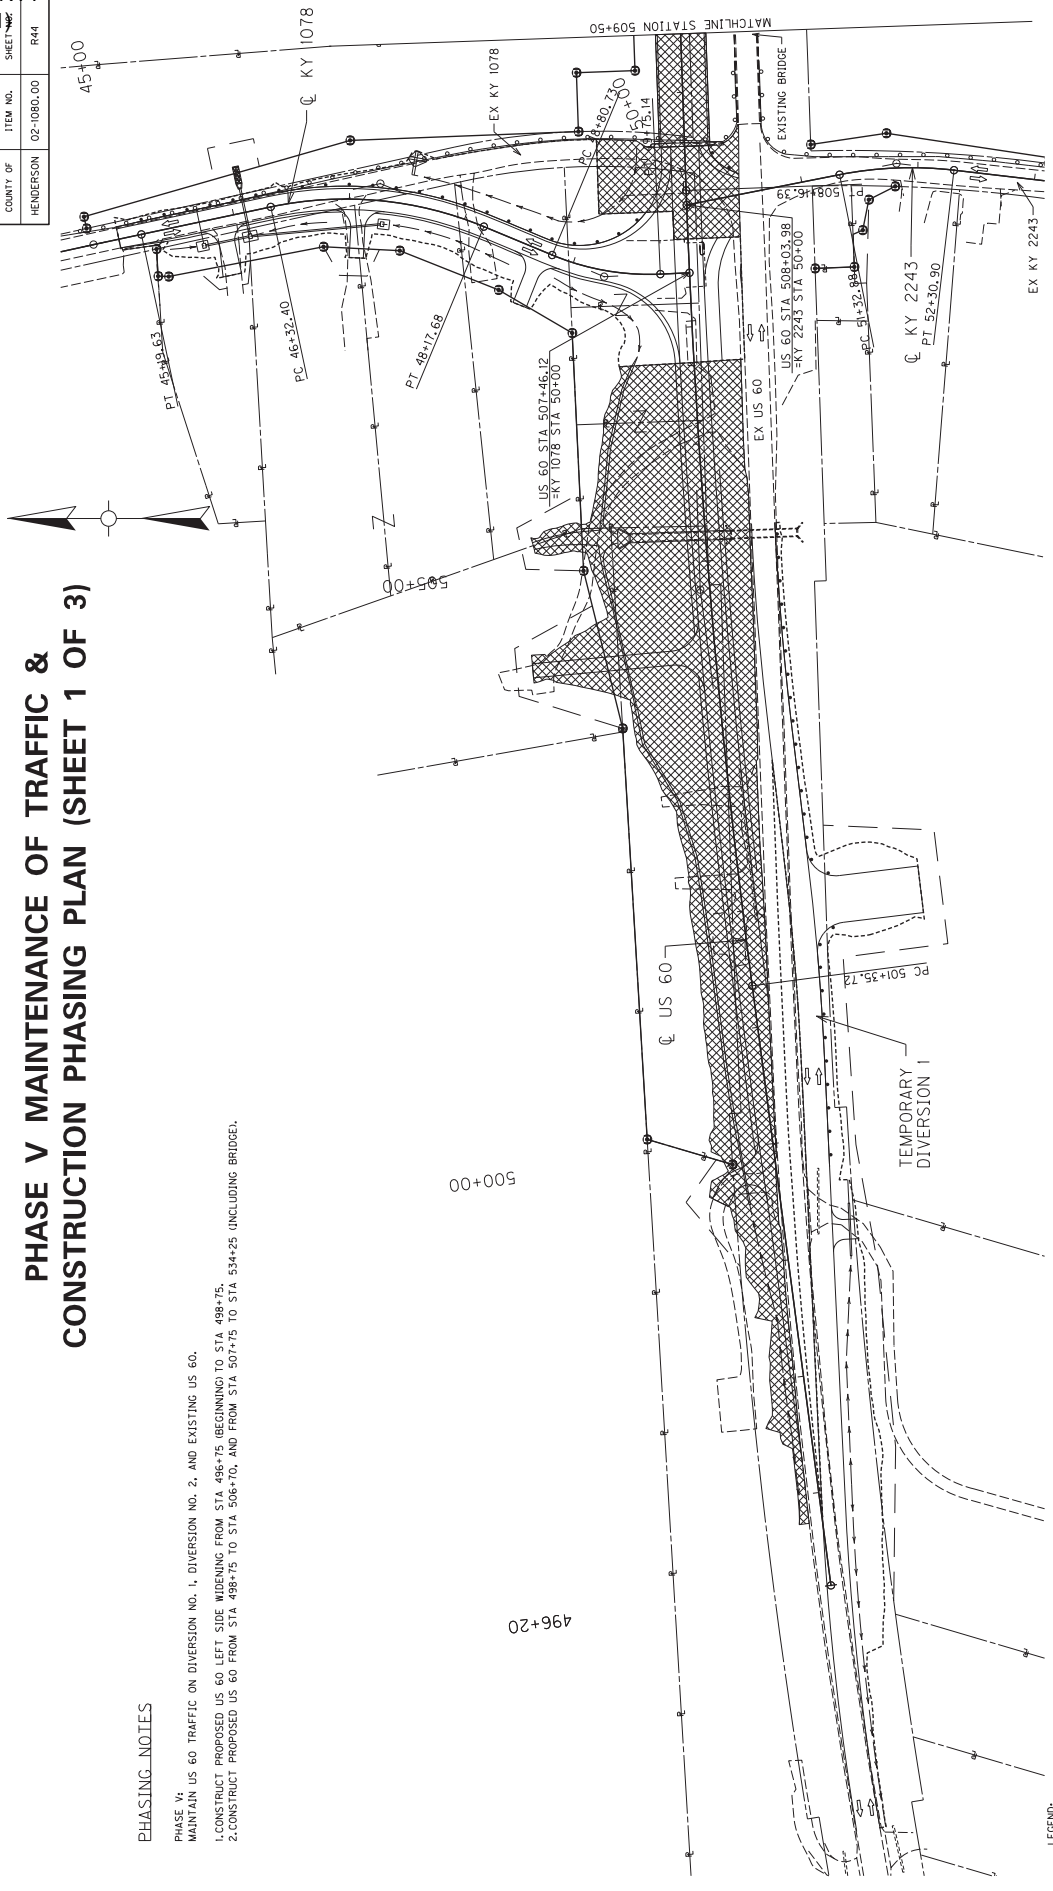 COUNTY OF
ITEM NO.
SHEET NO.
HENDERSON
02-1080.00
R44
PHASE V MAINTENANCE OF TRAFFIC &
CONSTRUCTION PHASING PLAN (SHEET 1 OF 3)
PHASING NOTES
PHASE V:
MAINTAIN US 60 TRAFFIC ON DIVERSION NO. 1, DIVERSION NO. 2, AND EXISTING US 60.
1.CONSTRUCT PROPOSED US 60 LEFT SIDE WIDENING FROM STA 496+75 (BEGINNING) TO STA 498+75.
2.CONSTRUCT PROPOSED US 60 FROM STA 498+75 TO STA 506+70, AND FROM STA 507+75 TO STA 534+25 (INCLUDING BRIDGE).
45+00
℄ KY 1078
EX KY 1078
PT 45+19.63
PC 46+32.40
PT 48+17.68
N
MATCHLINE STATION 509+50
EXISTING BRIDGE
50+00
US 60 STA 507+46.12
=KY 1078 STA 50+00
US 60 STA 508+03.98
=KY 2243 STA 50+00
PT 508+16.39
℄ KY 2243
PT 52+30.90
EX KY 2243
EX US 60
505+00
℄ US 60
PC 501+35.72
TEMPORARY
DIVERSION 1
500+00
496+20
LEGEND: